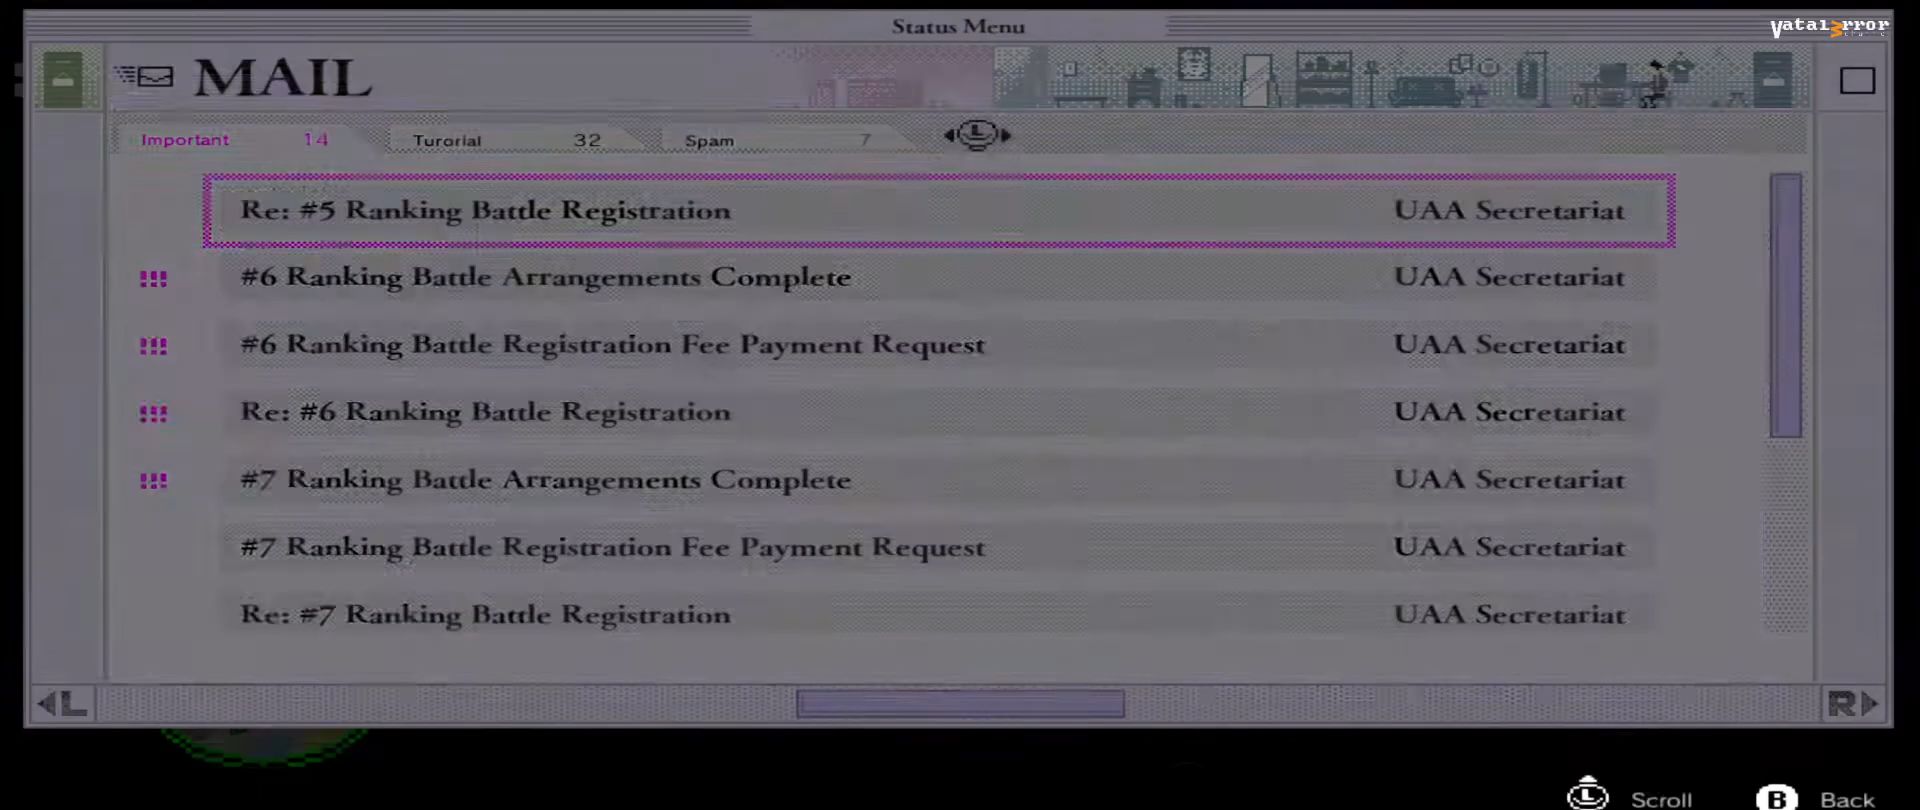 Status Menu
MAIL
Important 14 Turorial 32 Spam 7
L
Re: #5 Ranking Battle Registration UAA Secretariat
!!! #6 Ranking Battle Arrangements Complete UAA Secretariat
!!! #6 Ranking Battle Registration Fee Payment Request UAA Secretariat
!!! Re: #6 Ranking Battle Registration UAA Secretariat
!!! #7 Ranking Battle Arrangements Complete UAA Secretariat
#7 Ranking Battle Registration Fee Payment Request UAA Secretariat
Re: #7 Ranking Battle Registration UAA Secretariat
L R
L Scroll B Back